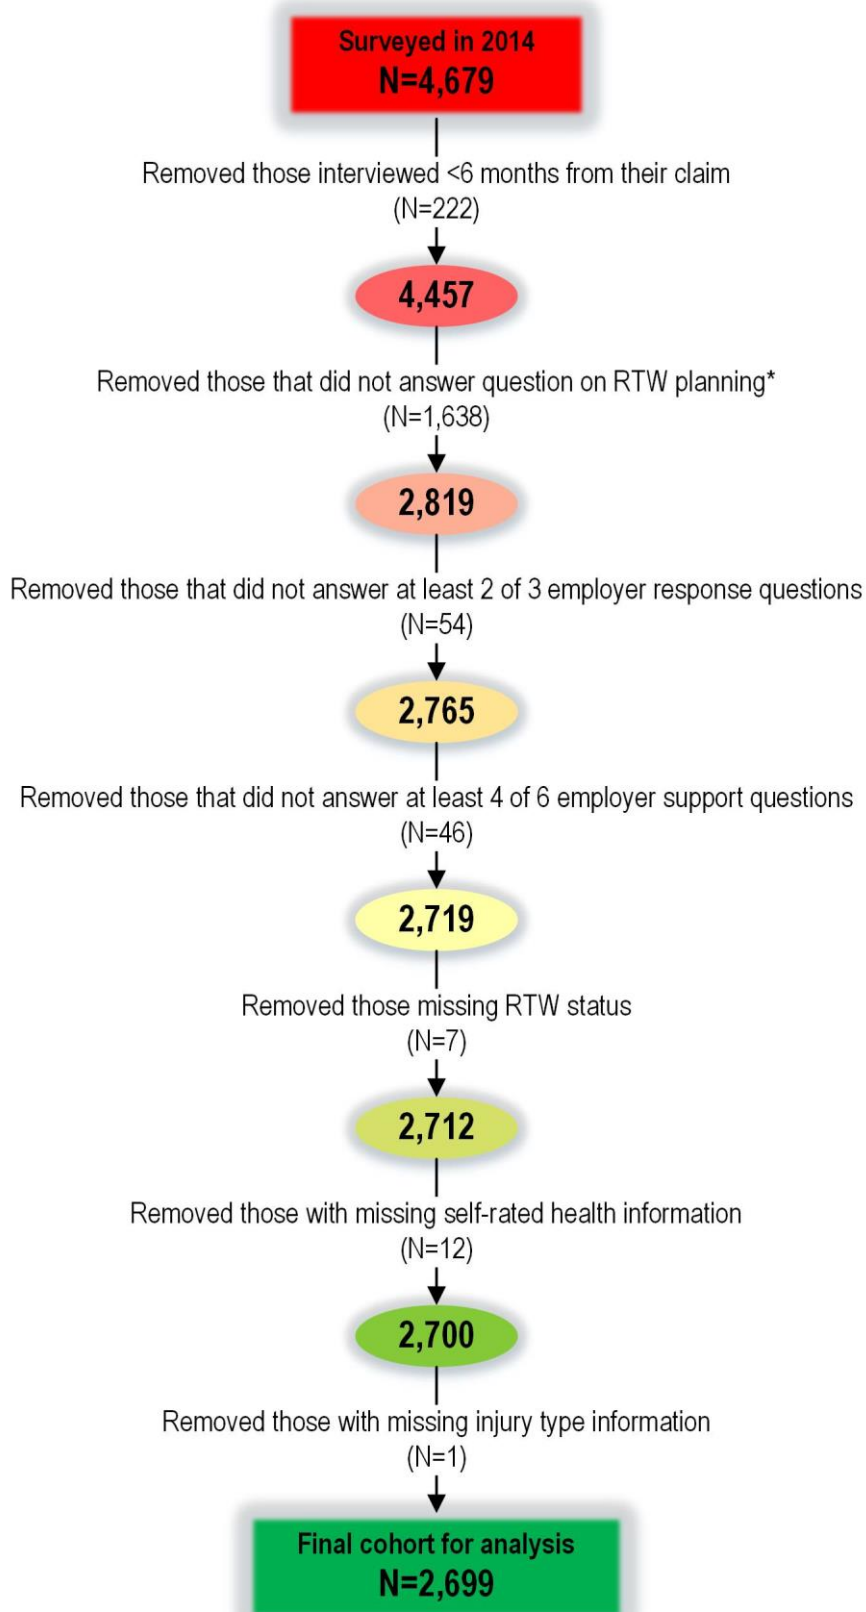 Surveyed in 2014
N=4,679
Removed those interviewed <6 months from their claim
(N=222)
4,457
Removed those that did not answer question on RTW planning*
(N=1,638)
2,819
Removed those that did not answer at least 2 of 3 employer response questions
(N=54)
2,765
Removed those that did not answer at least 4 of 6 employer support questions
(N=46)
2,719
Removed those missing RTW status
(N=7)
2,712
Removed those with missing self-rated health information
(N=12)
2,700
Removed those with missing injury type information
(N=1)
Final cohort for analysis
N=2,699